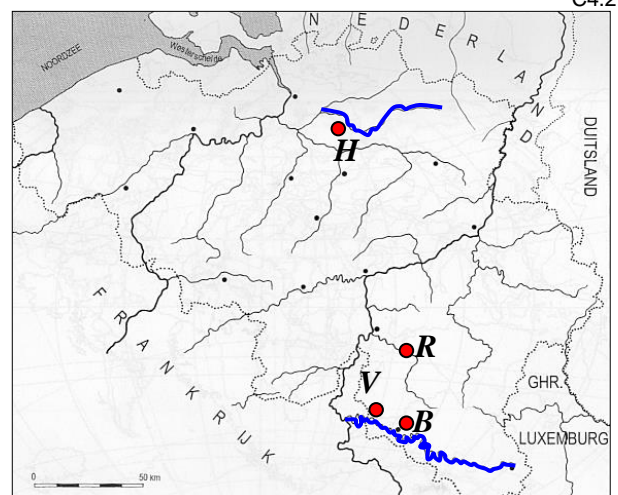 C4.2
NEDERLAND
NOORDZEE
Westerschelde
H
DUITSLAND
FRANKRIJK
R
V
GHR.
B
LUXEMBURG
0 50 km